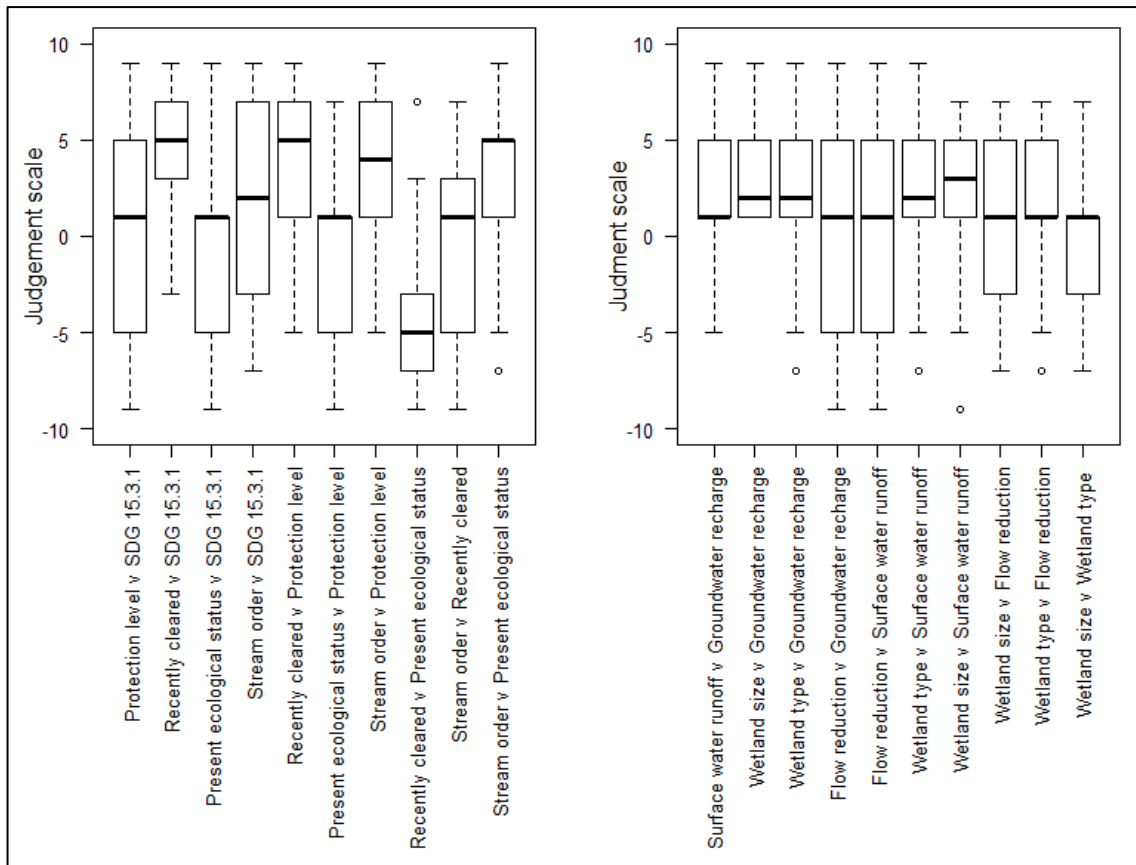 Judgement scale
10
5
0
-5
-10
Protection level v SDG 15.3.1
Recently cleared v SDG 15.3.1
Present ecological status v SDG 15.3.1
Stream order v SDG 15.3.1
Recently cleared v Protection level
Present ecological status v Protection level
Stream order v Protection level
Recently cleared v Present ecological status
Stream order v Recently cleared
Stream order v Present ecological status
Judment scale
10
5
0
-5
-10
Surface water runoff v Groundwater recharge
Wetland size v Groundwater recharge
Wetland type v Groundwater recharge
Flow reduction v Groundwater recharge
Flow reduction v Surface water runoff
Wetland type v Surface water runoff
Wetland size v Surface water runoff
Wetland size v Flow reduction
Wetland type v Flow reduction
Wetland size v Wetland type